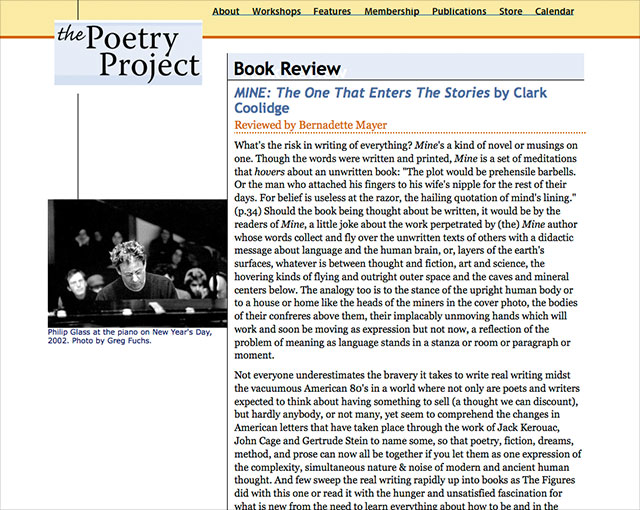 About Workshops Features Membership Publications Store Calendar
the Poetry
Project
Book Review
MINE: The One That Enters The Stories by Clark
Coolidge
Reviewed by Bernadette Mayer
What's the risk in writing of everything? Mine's a kind of novel or musings on
one. Though the words were written and printed, Mine is a set of meditations
that hovers about an unwritten book: "The plot would be prehensile barbells.
Or the man who attached his fingers to his wife's nipple for the rest of their
days. For belief is useless at the razor, the hailing quotation of mind's lining."
(p.34) Should the book being thought about be written, it would be by the
readers of Mine, a little joke about the work perpetrated by (the) Mine author
whose words collect and fly over the unwritten texts of others with a didactic
message about language and the human brain, or, layers of the earth's
surfaces, whatever is between thought and fiction, art and science, the
hovering kinds of flying and outright outer space and the caves and mineral
centers below. The analogy too is to the stance of the upright human body or
to a house or home like the heads of the miners in the cover photo, the bodies
of their confreres above them, their implacably unmoving hands which will
work and soon be moving as expression but not now, a reflection of the
problem of meaning as language stands in a stanza or room or paragraph or
moment.
Philip Glass at the piano on New Year's Day,
2002. Photo by Greg Fuchs.
Not everyone underestimates the bravery it takes to write real writing midst
the vacuumous American 80's in a world where not only are poets and writers
expected to think about having something to sell (a thought we can discount),
but hardly anybody, or not many, yet seem to comprehend the changes in
American letters that have taken place through the work of Jack Kerouac,
John Cage and Gertrude Stein to name some, so that poetry, fiction, dreams,
method, and prose can now all be together if you let them as one expression of
the complexity, simultaneous nature & noise of modern and ancient human
thought. And few sweep the real writing rapidly up into books as The Figures
did with this one or read it with the hunger and unsatisfied fascination for
what is new from the need to learn everything about how to be and in the